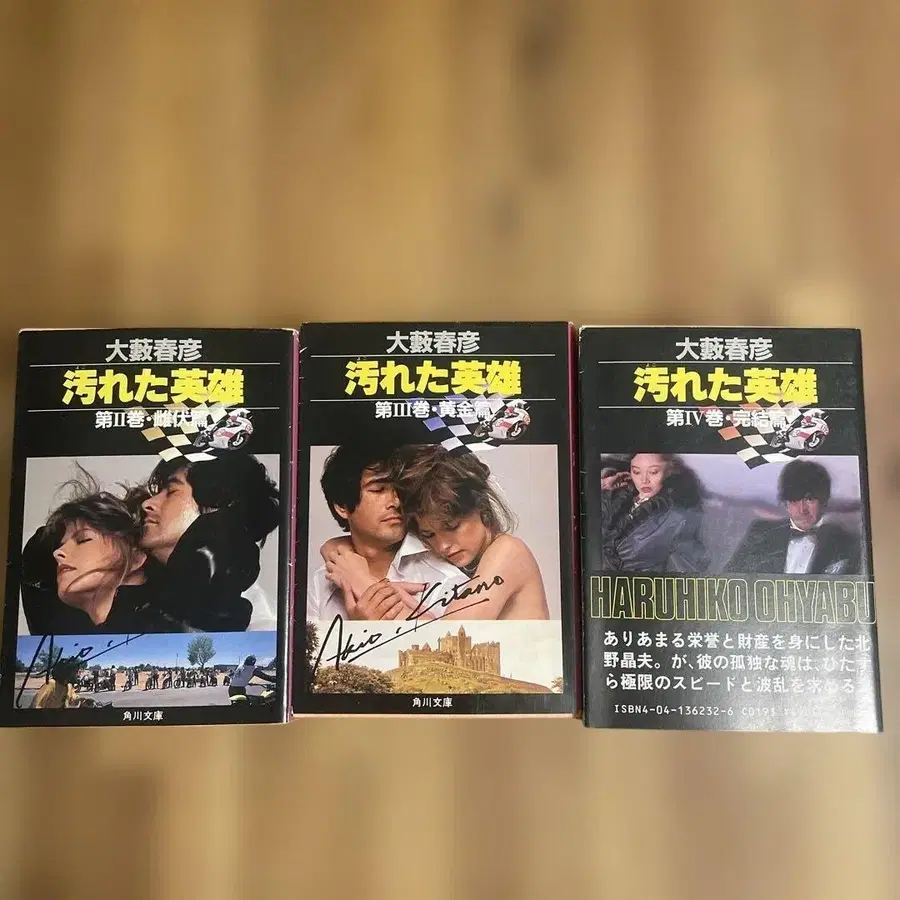 大藪春彦
汚れた英雄
第II巻・雌伏篇
角川文庫
大藪春彦
汚れた英雄
第III巻・黄金篇
Akio. Kitano
角川文庫
大藪春彦
汚れた英雄
第IV巻・完結篇
HARUHIKO OHYABU
ありあまる栄誉と財産を身にした北
野晶夫。が、彼の孤独な魂は、ひたす
ら極限のスピードと波乱を求める
ISBN4-04-136232-6